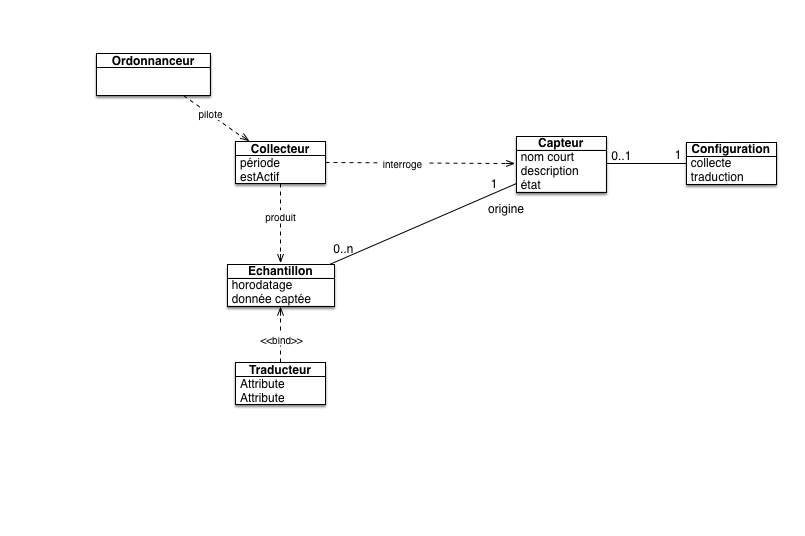 Ordonnanceur
pilote
Collecteur
période
estActif
interroge
Capteur
nom court
description
état
0..1
1
Configuration
collecte
traduction
1
origine
produit
0..n
Echantillon
horodatage
donnée captée
<<bind>>
Traducteur
Attribute
Attribute